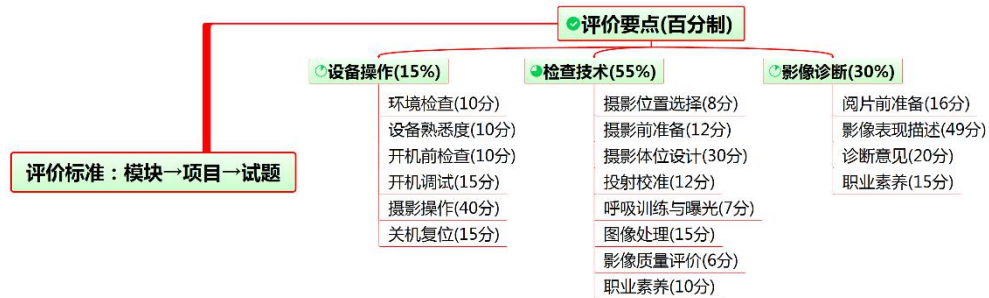 评价要点(百分制)
设备操作(15%)
环境检查(10分)
设备熟悉度(10分)
开机前检查(10分)
开机调试(15分)
摄影操作(40分)
关机复位(15分)
检查技术(55%)
摄影位置选择(8分)
摄影前准备(12分)
摄影体位设计(30分)
投射校准(12分)
呼吸训练与曝光(7分)
图像处理(15分)
影像质量评价(6分)
职业素养(10分)
影像诊断(30%)
阅片前准备(16分)
影像表现描述(49分)
诊断意见(20分)
职业素养(15分)
评价标准：模块→项目→试题